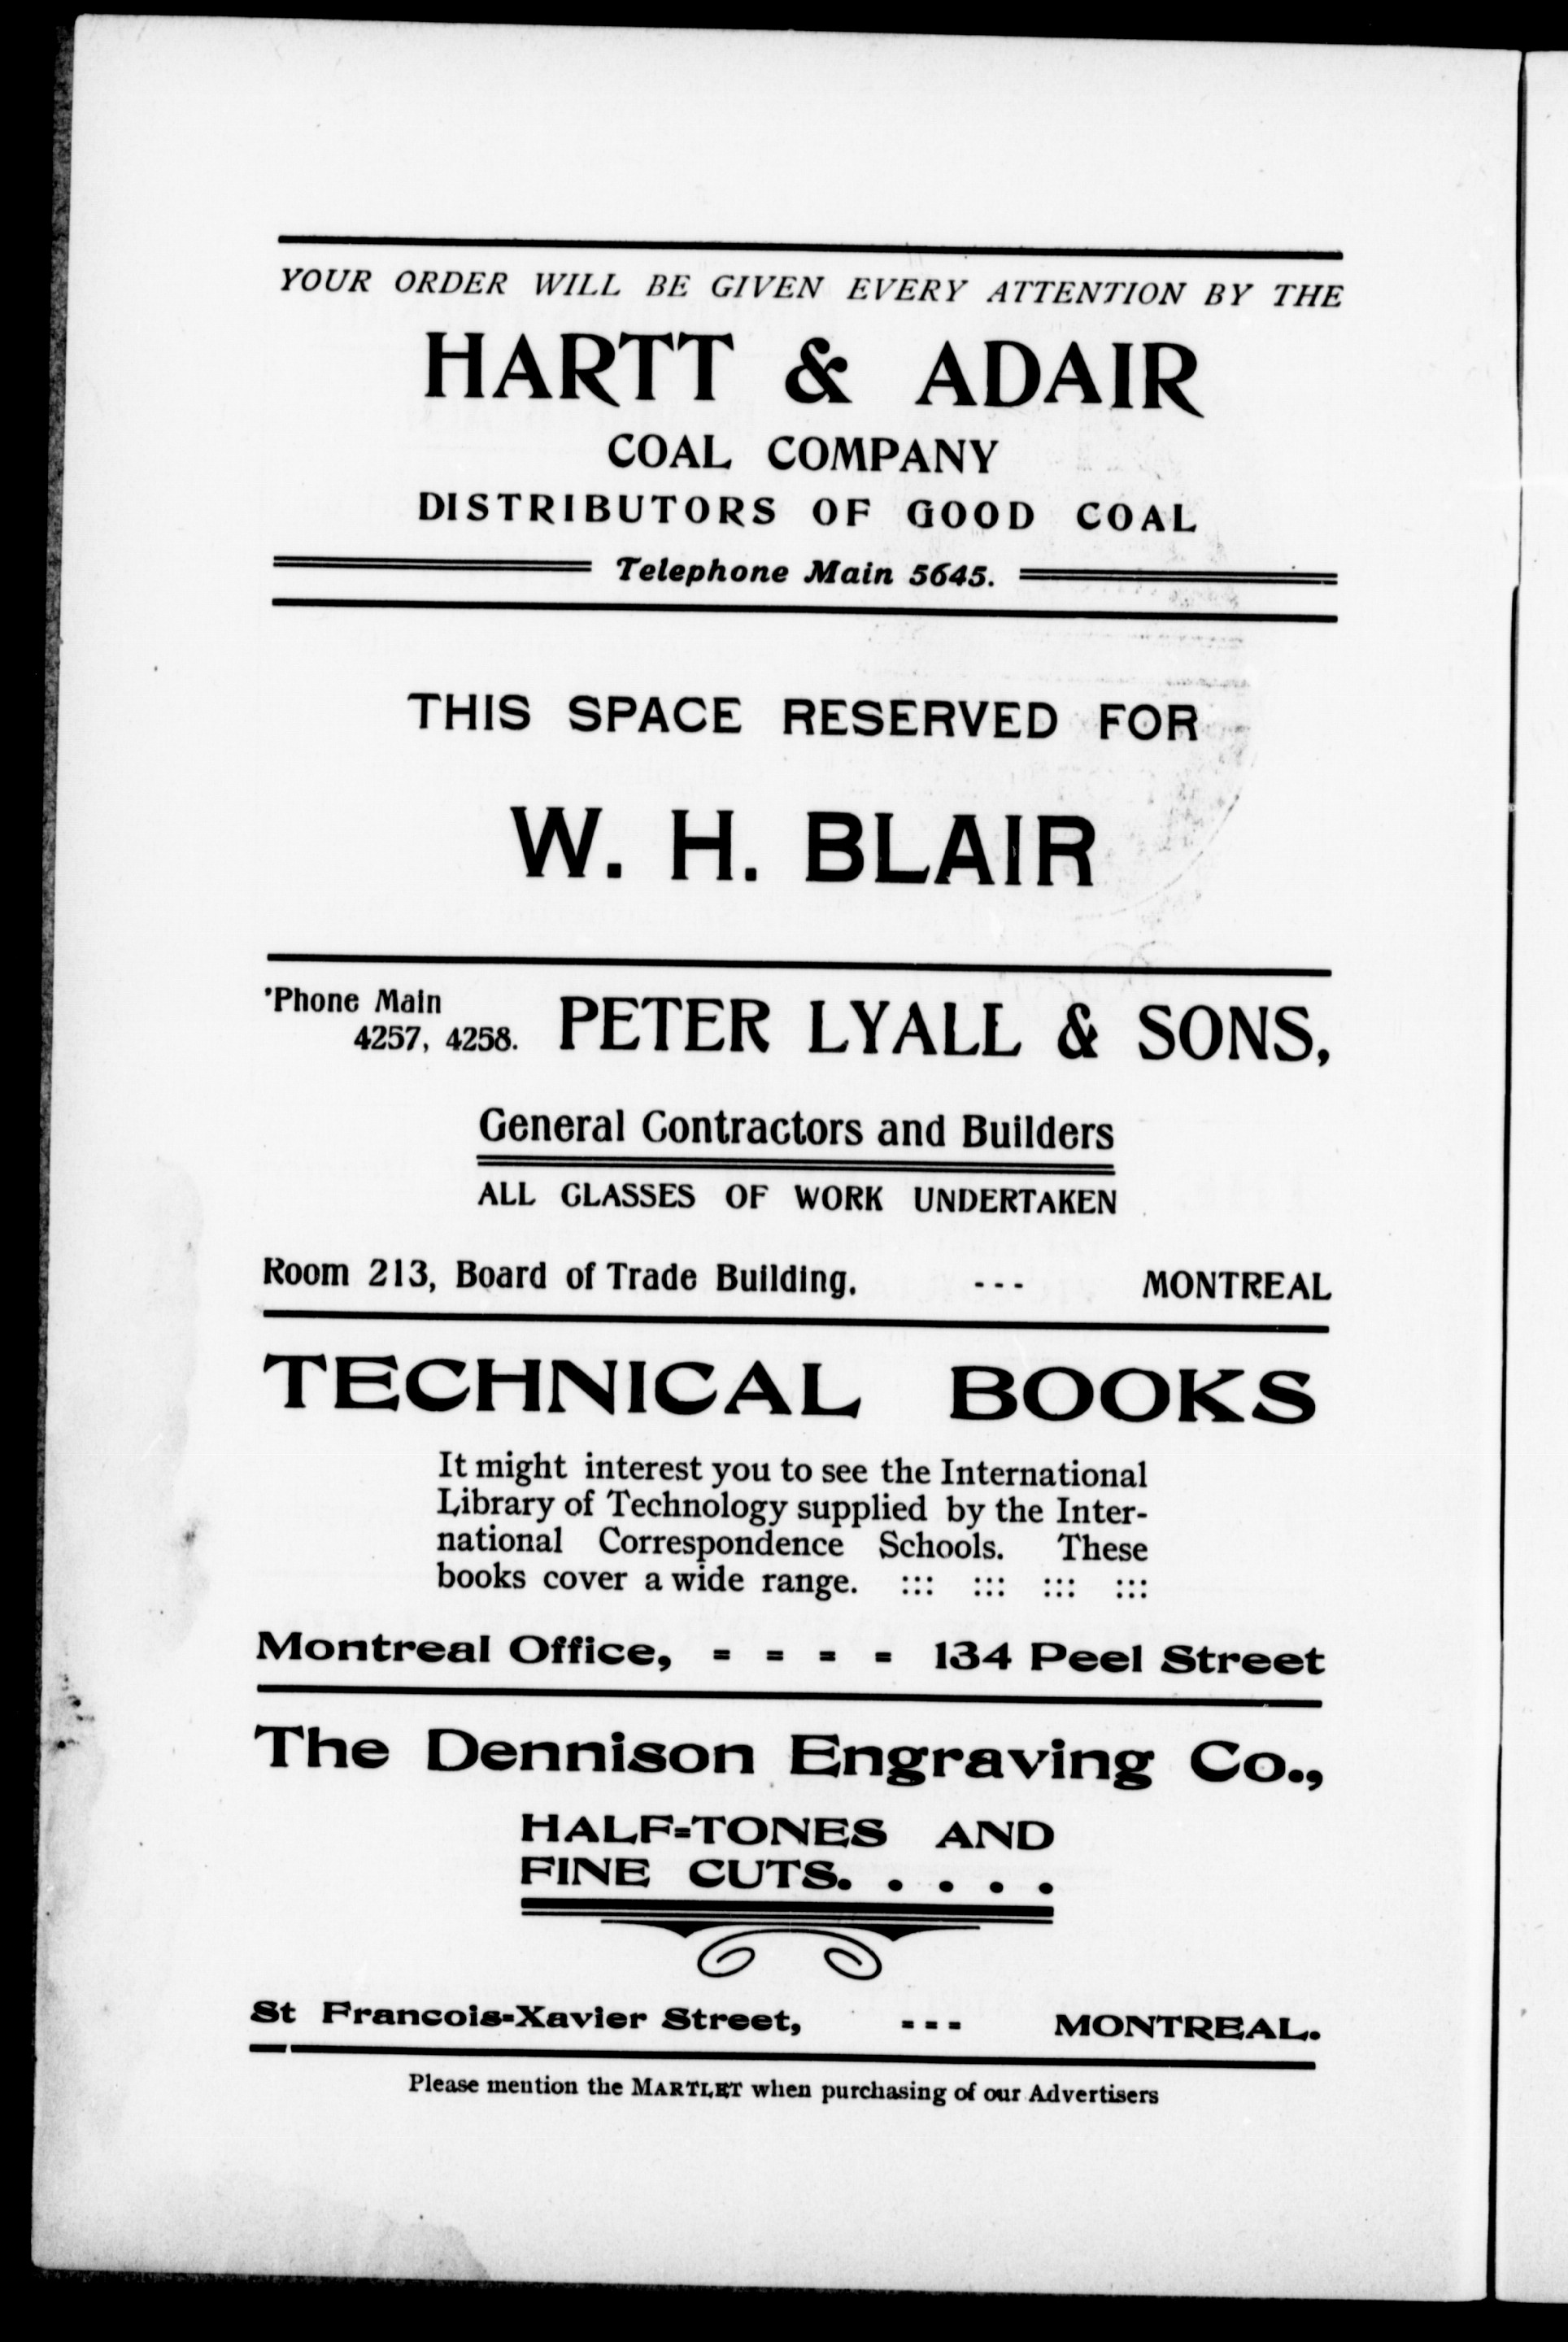 YOUR ORDER WILL BE GIVEN EVERY ATTENTION BY THE
HARTT & ADAIR
COAL COMPANY
DISTRIBUTORS OF GOOD COAL
Telephone Main 5645.
THIS SPACE RESERVED FOR
W. H. BLAIR
'Phone Main
4257, 4258.
PETER LYALL & SONS,
General Contractors and Builders
ALL CLASSES OF WORK UNDERTAKEN
Room 213, Board of Trade Building, - - - MONTREAL
TECHNICAL BOOKS
It might interest you to see the International
Library of Technology supplied by the Inter-
national Correspondence Schools. These
books cover a wide range. ::: ::: ::: :::
Montreal Office, = = = = 134 Peel Street
The Dennison Engraving Co.,
HALF=TONES AND
FINE CUTS. . . . .
St Francois=Xavier Street, - - - MONTREAL.
Please mention the MARTLET when purchasing of our Advertisers